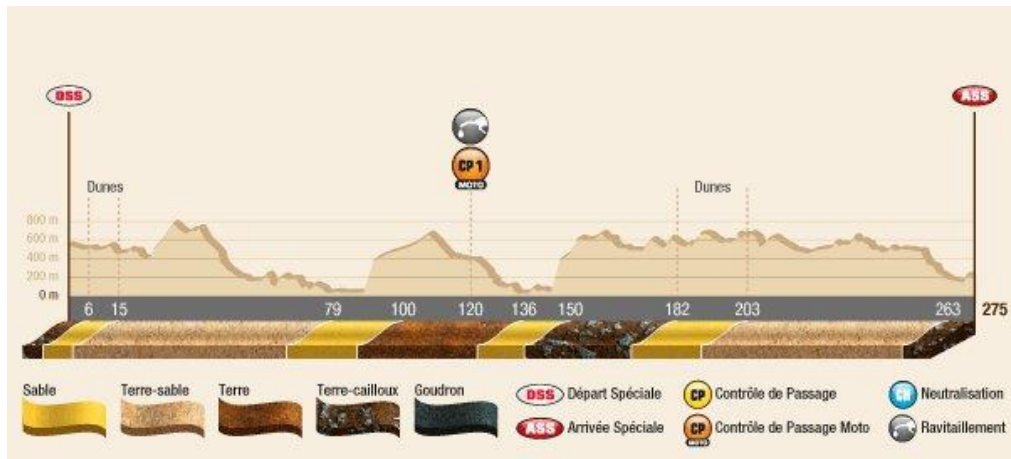 DSS
ASS
CP 1
MOTO
Dunes
Dunes
800 m
600 m
400 m
200 m
0 m
6 15 79 100 120 136 150 182 203 263 275
Sable Terre-sable Terre Terre-cailloux Goudron
DSS Départ Spéciale
CP Contrôle de Passage
CN Neutralisation
ASS Arrivée Spéciale
CP MOTO Contrôle de Passage Moto
Ravitaillement